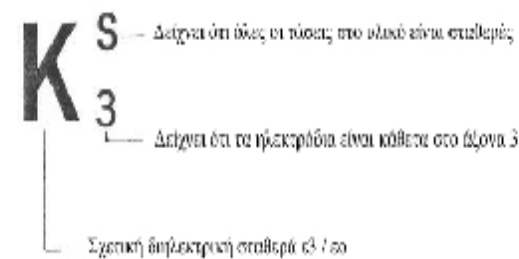 K S
Δείχνει ότι όλες οι τάσεις στο υλικό είναι σταθερές
3
Δείχνει ότι τα ηλεκτρόδια είναι κάθετα στο άξονα 3
Σχετική διηλεκτρική σταθερά ε3 / εο